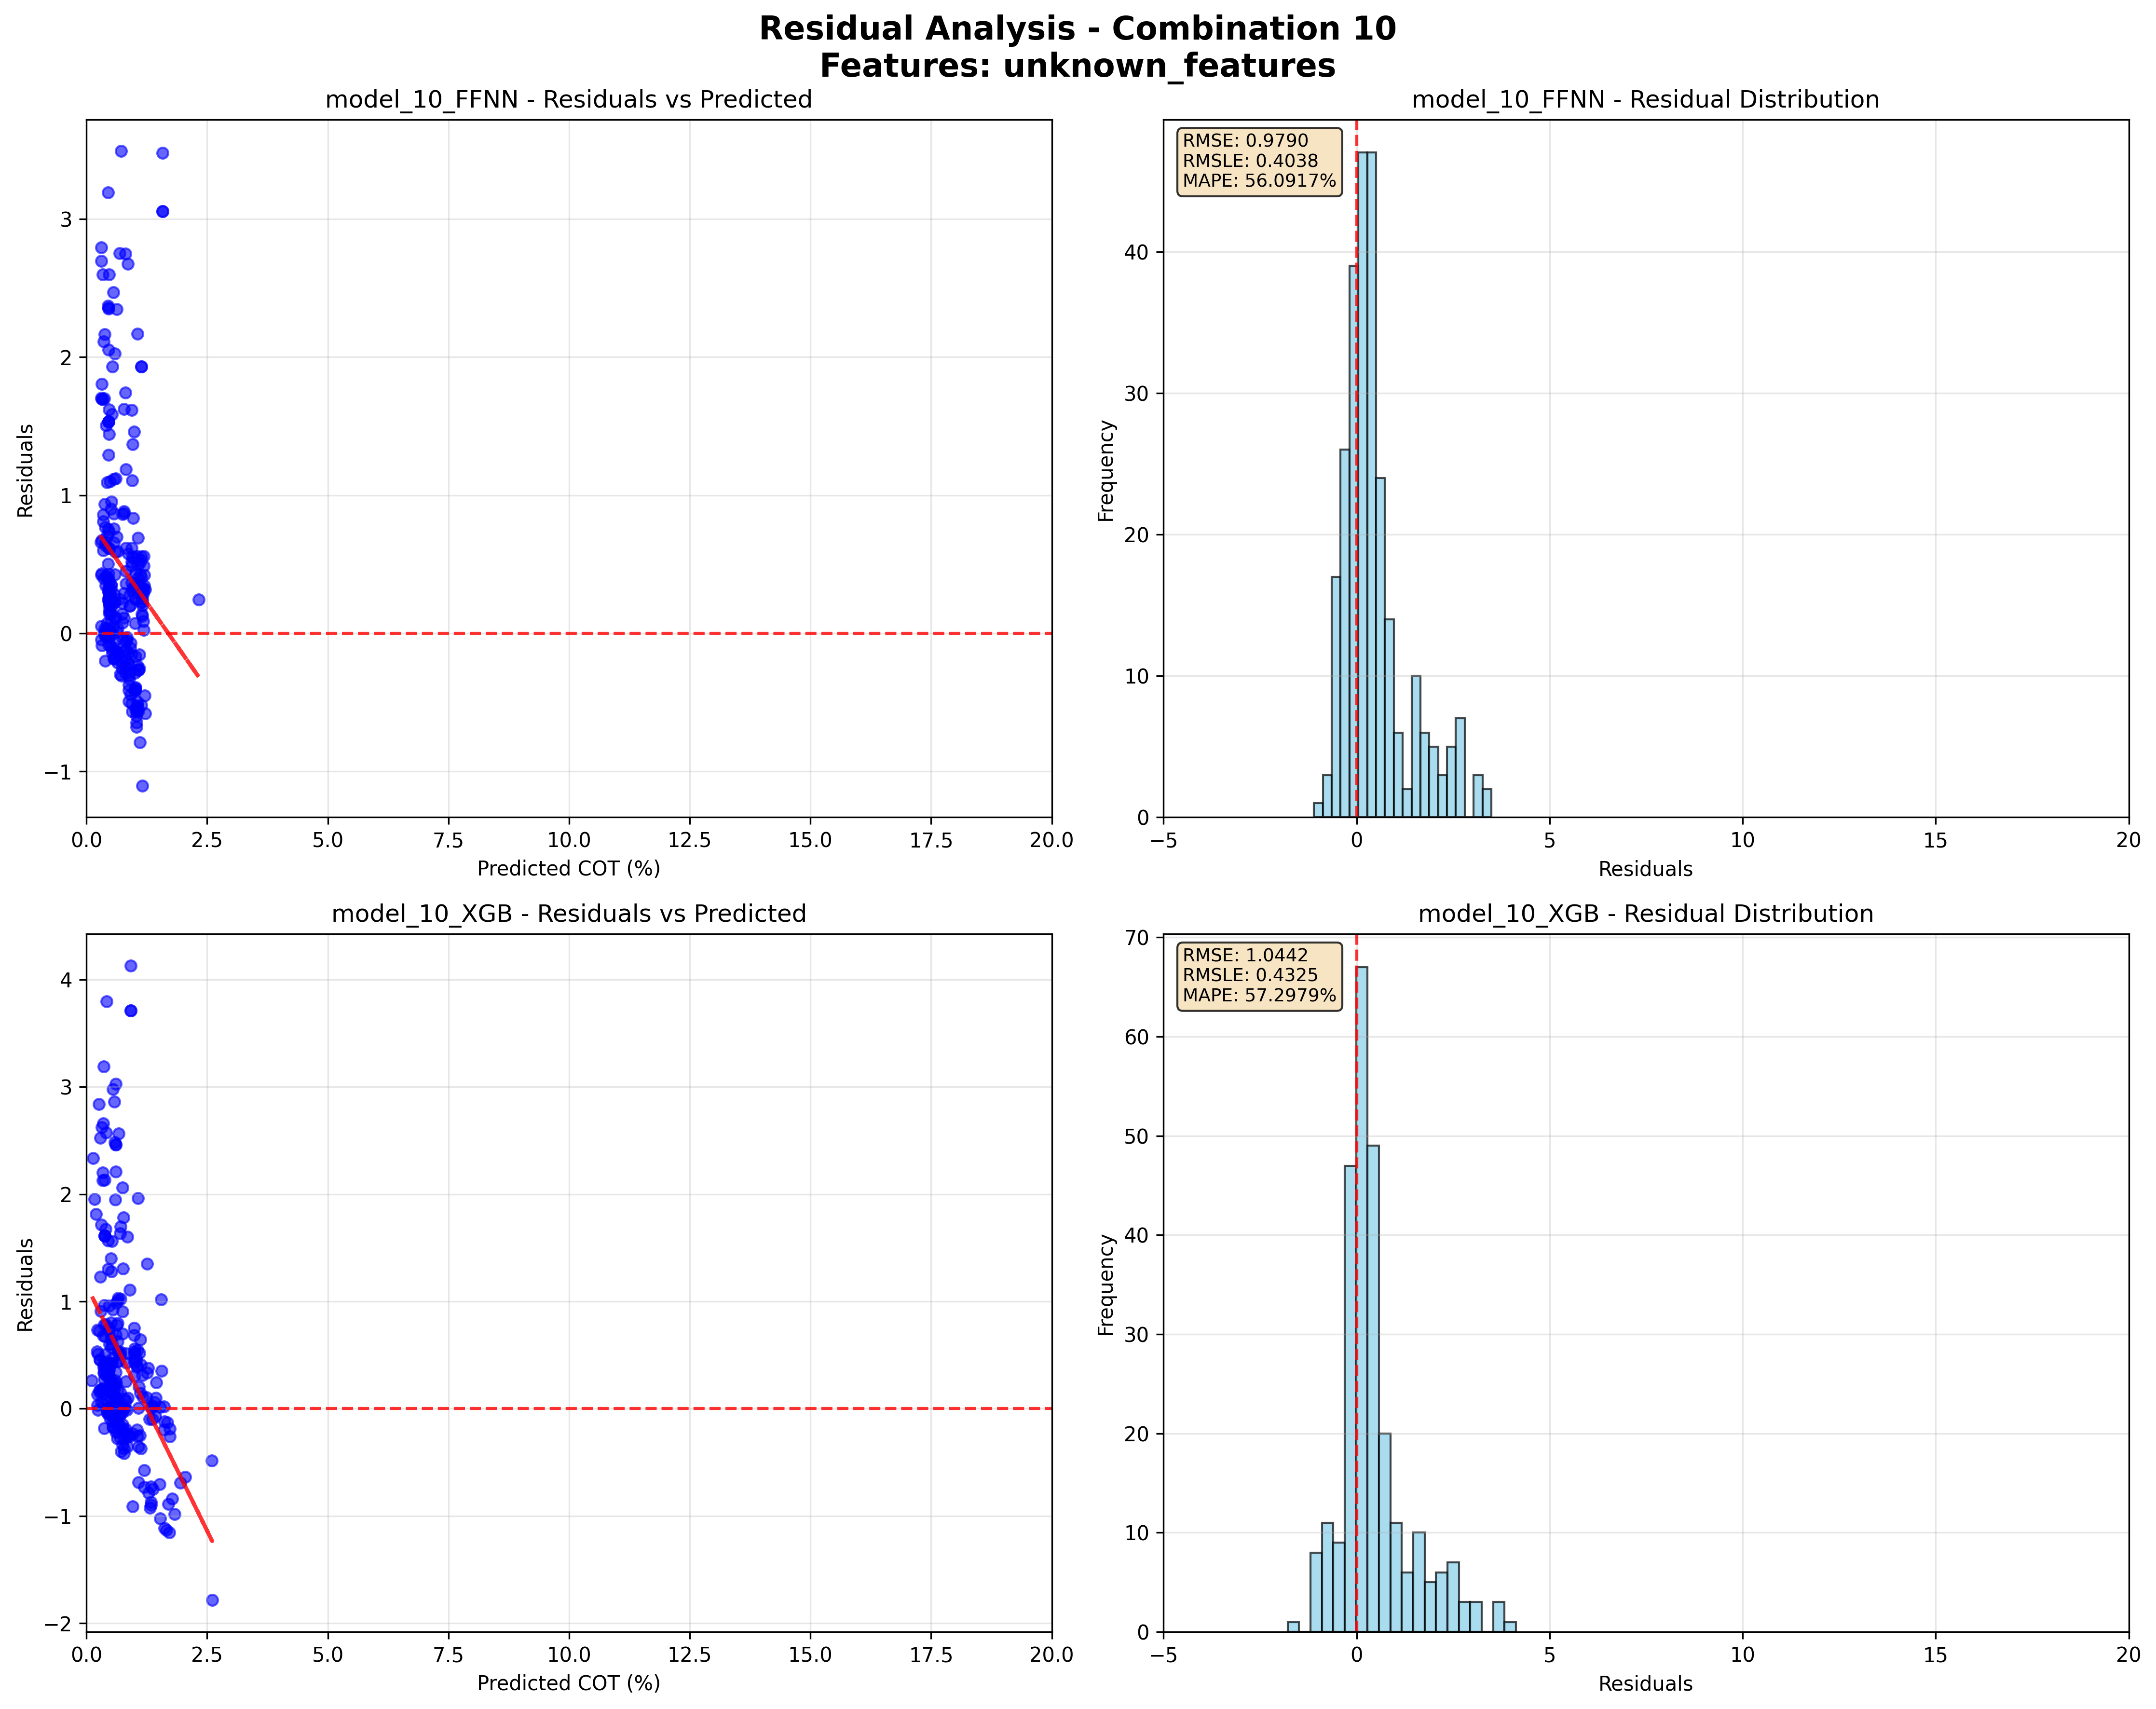 Residual Analysis - Combination 10
Features: unknown_features
model_10_FFNN - Residuals vs Predicted
Residuals
3
2
1
0
−1
0.0 2.5 5.0 7.5 10.0 12.5 15.0 17.5 20.0
Predicted COT (%)
model_10_FFNN - Residual Distribution
RMSE: 0.9790
RMSLE: 0.4038
MAPE: 56.0917%
Frequency
40
30
20
10
0
−5 0 5 10 15 20
Residuals
model_10_XGB - Residuals vs Predicted
Residuals
4
3
2
1
0
−1
−2
0.0 2.5 5.0 7.5 10.0 12.5 15.0 17.5 20.0
Predicted COT (%)
model_10_XGB - Residual Distribution
RMSE: 1.0442
RMSLE: 0.4325
MAPE: 57.2979%
Frequency
70
60
50
40
30
20
10
0
−5 0 5 10 15 20
Residuals